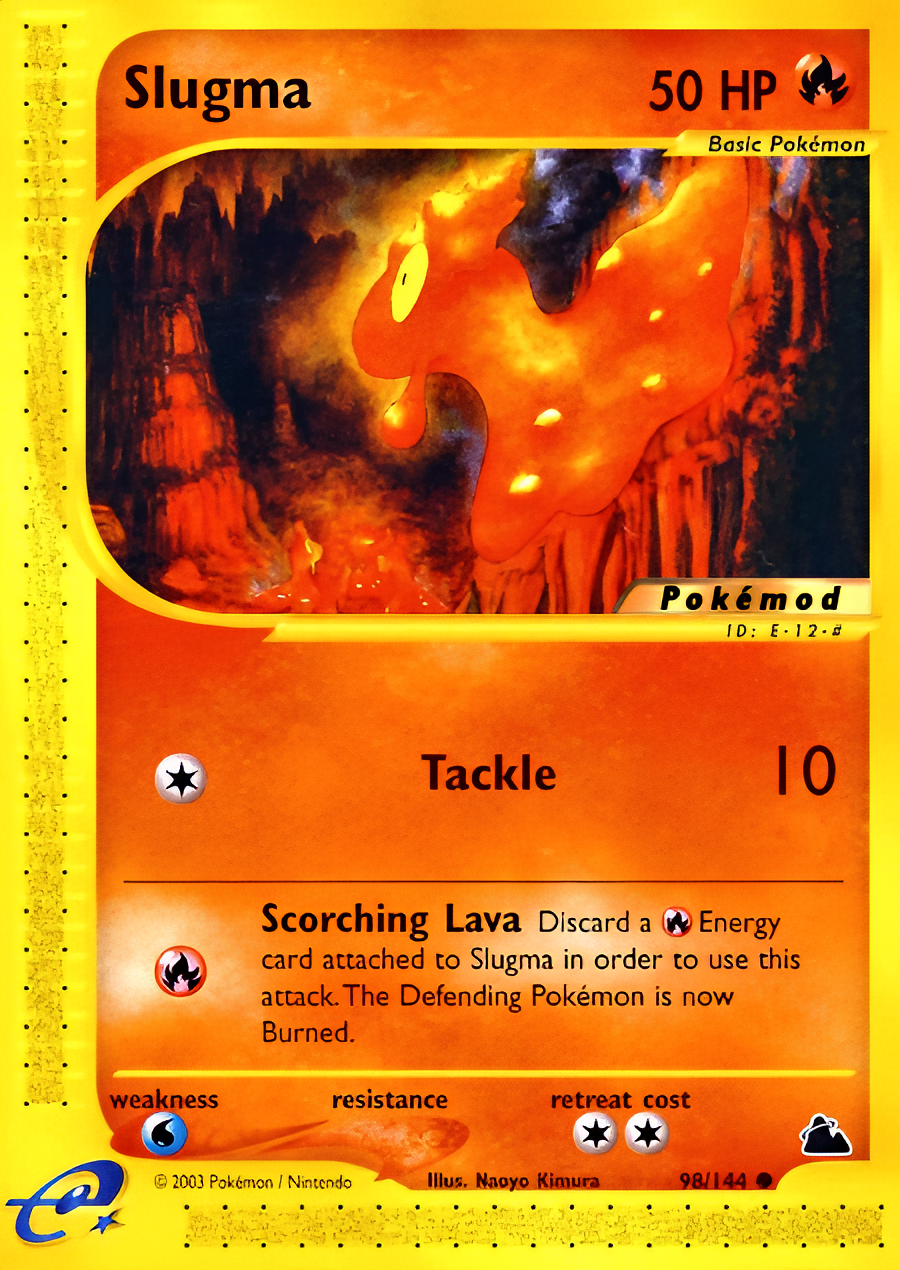 Slugma
50 HP
Basic Pokémon
Pokémod
ID: E-12-#
Tackle 10
Scorching Lava Discard a Energy
card attached to Slugma in order to use this
attack. The Defending Pokémon is now
Burned.
weakness resistance retreat cost
© 2003 Pokémon / Nintendo Illus. Naoyo Kimura 98/144
e